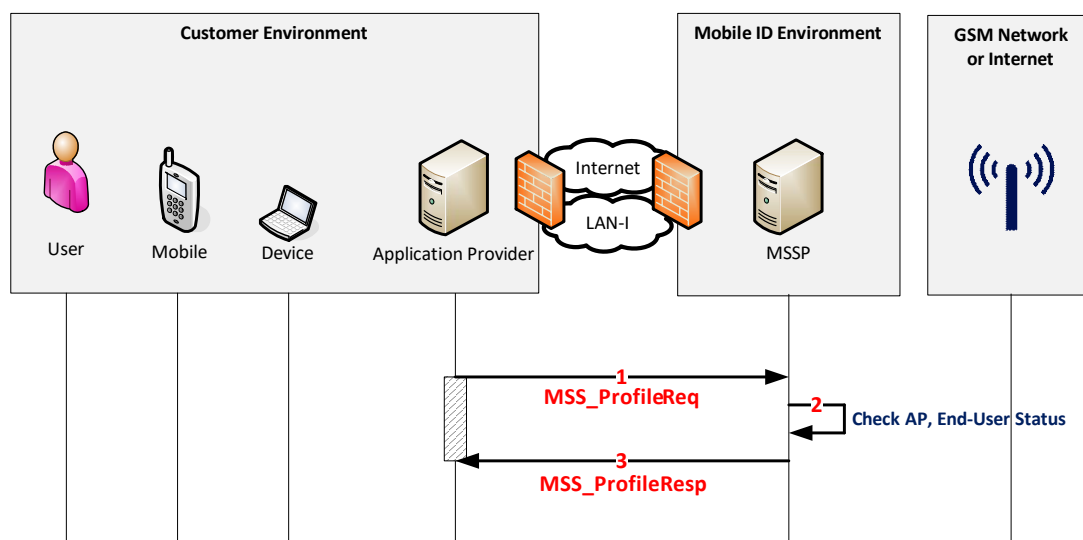 Customer Environment
Mobile ID Environment
GSM Network
or Internet
Internet
LAN-I
User
Mobile
Device
Application Provider
MSSP
1
MSS_ProfileReq
2
Check AP, End-User Status
3
MSS_ProfileResp